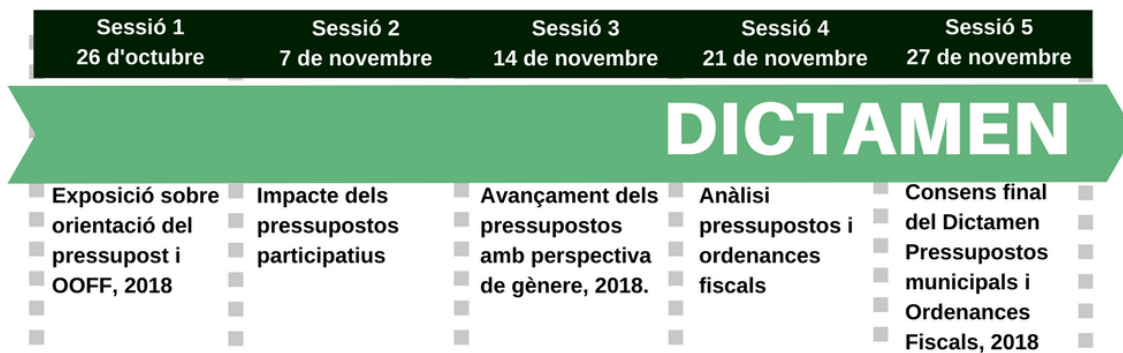 Sessió 1
26 d'octubre
Sessió 2
7 de novembre
Sessió 3
14 de novembre
Sessió 4
21 de novembre
Sessió 5
27 de novembre
DICTAMEN
Exposició sobre
orientació del
pressupost i
OOFF, 2018
Impacte dels
pressupostos
participatius
Avançament dels
pressupostos
amb perspectiva
de gènere, 2018.
Anàlisi
pressupostos i
ordenances
fiscals
Consens final
del Dictamen
Pressupostos
municipals i
Ordenances
Fiscals, 2018